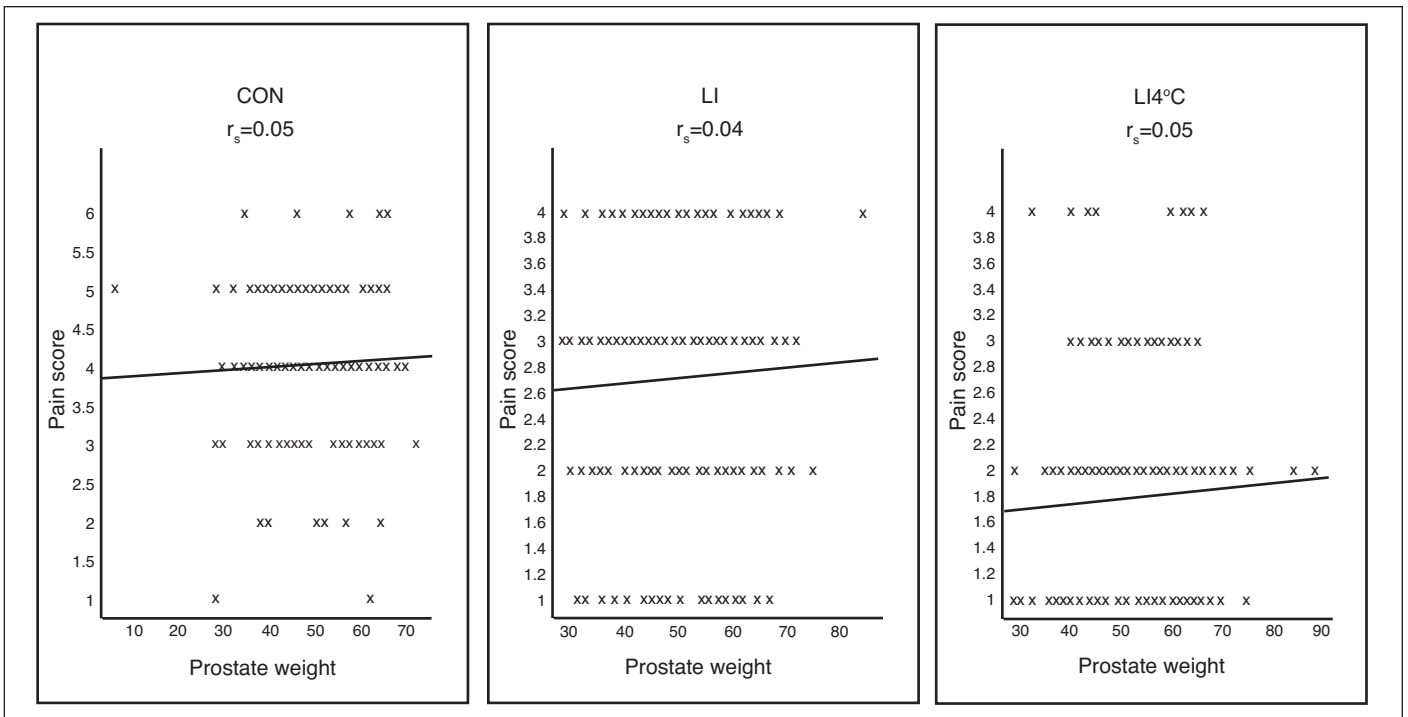 CON
rs=0.05
Pain score
6
5.5
5
4.5
4
3.5
3
2.5
2
1.5
1
10 20 30 40 50 60 70
Prostate weight
LI
rs=0.04
Pain score
4
3.8
3.6
3.4
3.2
3
2.8
2.6
2.4
2.2
2
1.8
1.6
1.4
1.2
1
30 40 50 60 70 80
Prostate weight
LI4°C
rs=0.05
Pain score
4
3.8
3.6
3.4
3.2
3
2.8
2.6
2.4
2.2
2
1.8
1.6
1.4
1.2
1
30 40 50 60 70 80 90
Prostate weight